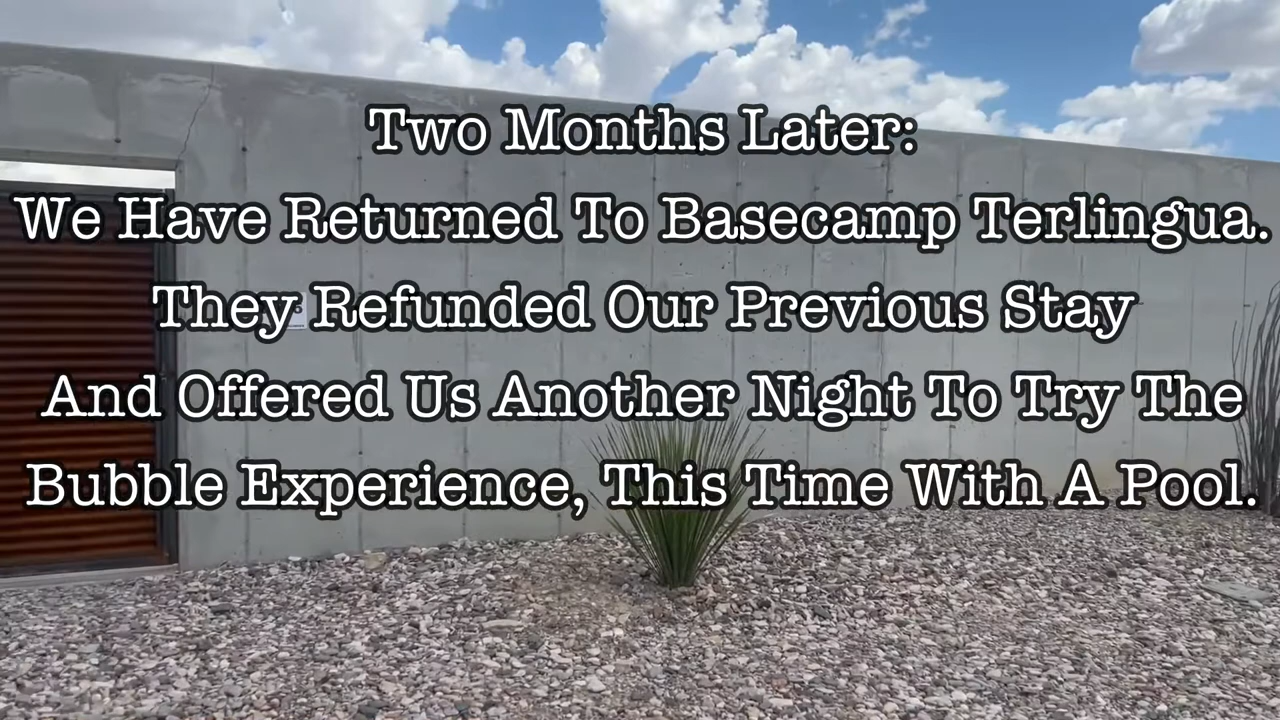 Two Months Later:
We Have Returned To Basecamp Terlingua.
They Refunded Our Previous Stay
And Offered Us Another Night To Try The
Bubble Experience, This Time With A Pool.